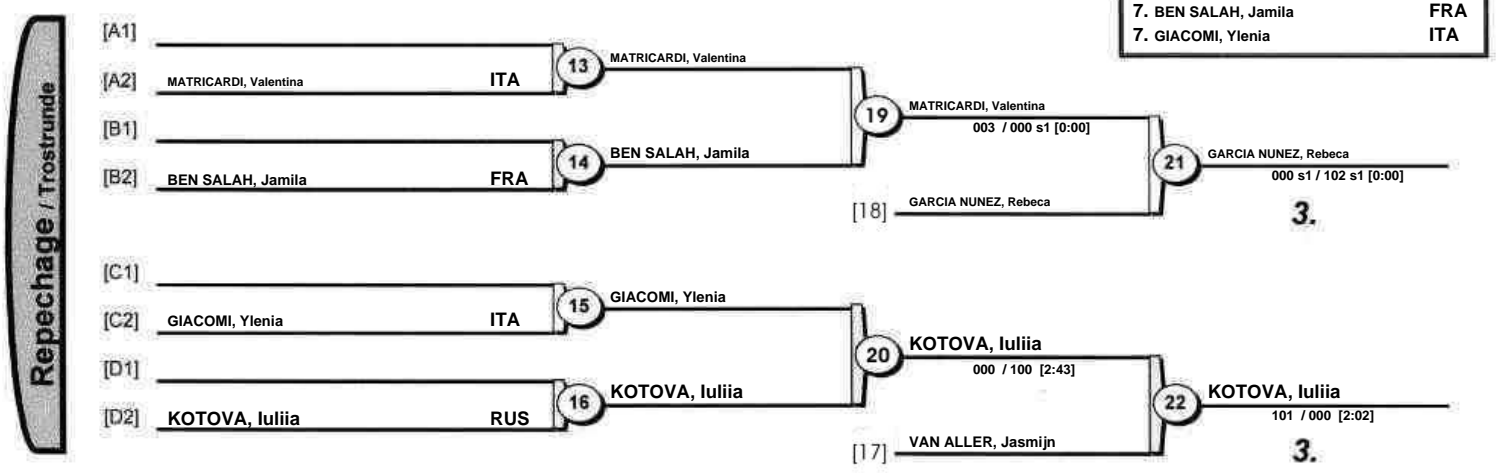 7. BEN SALAH, Jamila FRA
7. GIACOMI, Ylenia ITA
Repechage / Trostrunde
[A1]
[A2] MATRICARDI, Valentina ITA
13 MATRICARDI, Valentina
[B1]
[B2] BEN SALAH, Jamila FRA
14 BEN SALAH, Jamila
19 MATRICARDI, Valentina
003 / 000 s1 [0:00]
[18] GARCIA NUNEZ, Rebeca
21 GARCIA NUNEZ, Rebeca
000 s1 / 102 s1 [0:00]
3.
[C1]
[C2] GIACOMI, Ylenia ITA
15 GIACOMI, Ylenia
[D1]
[D2] KOTOVA, Iuliia RUS
16 KOTOVA, Iuliia
20 KOTOVA, Iuliia
000 / 100 [2:43]
[17] VAN ALLER, Jasmijn
22 KOTOVA, Iuliia
101 / 000 [2:02]
3.